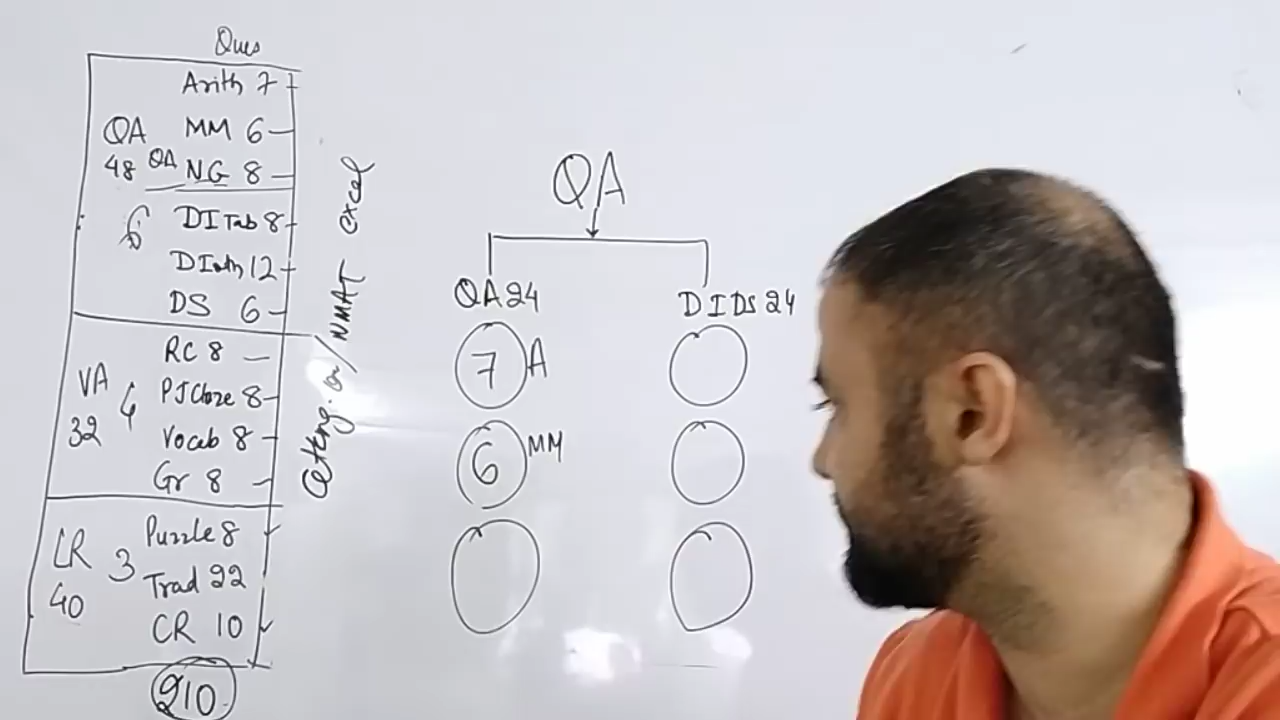 Ques
Arith 7
QA MM 6
48 QA NG 8
6 DI Tab 8
DI oth 12
DS 6
RC 8
VA 4 PJ Cloze 8
32 Vocab 8
Gr 8
Puzzle 8
LR 3 Trad 22
40 CR 10
210
@tkng. or/ NMAT excel
QA
QA 24 DI DS 24
7 A
6 MM